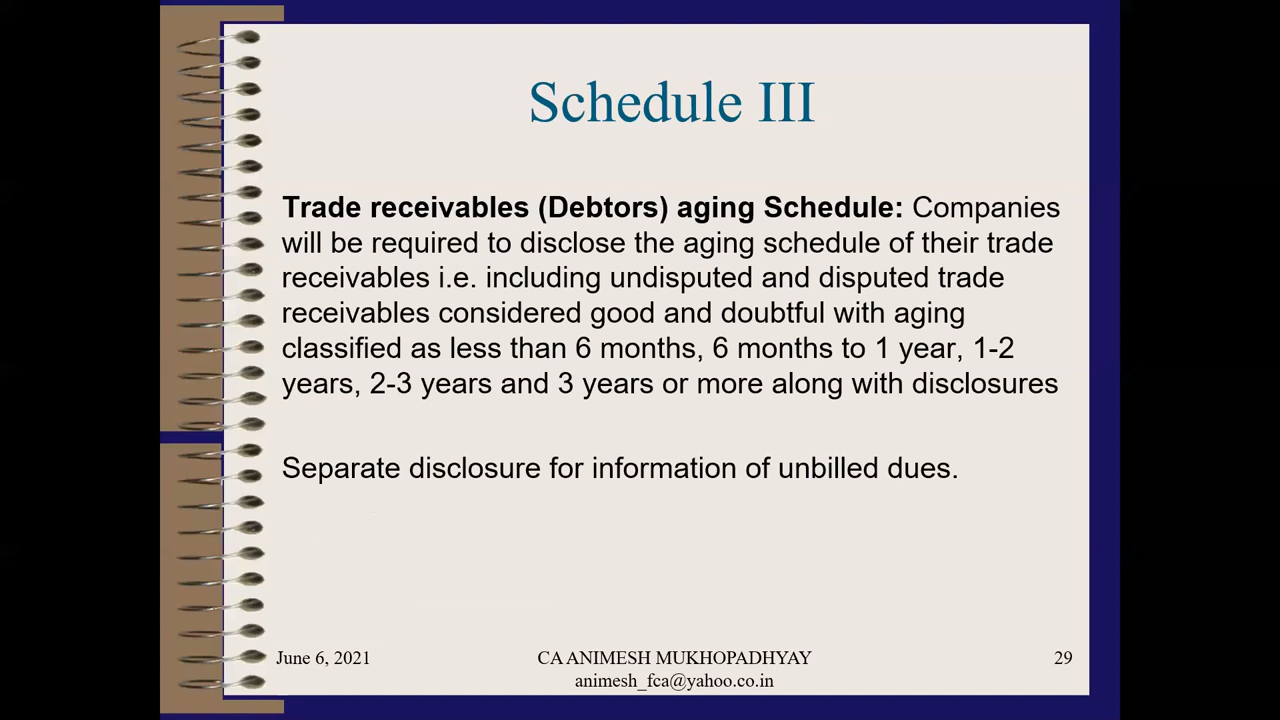 Schedule III
Trade receivables (Debtors) aging Schedule: Companies
will be required to disclose the aging schedule of their trade
receivables i.e. including undisputed and disputed trade
receivables considered good and doubtful with aging
classified as less than 6 months, 6 months to 1 year, 1-2
years, 2-3 years and 3 years or more along with disclosures
Separate disclosure for information of unbilled dues.
June 6, 2021
CA ANIMESH MUKHOPADHYAY
animesh_fca@yahoo.co.in
29